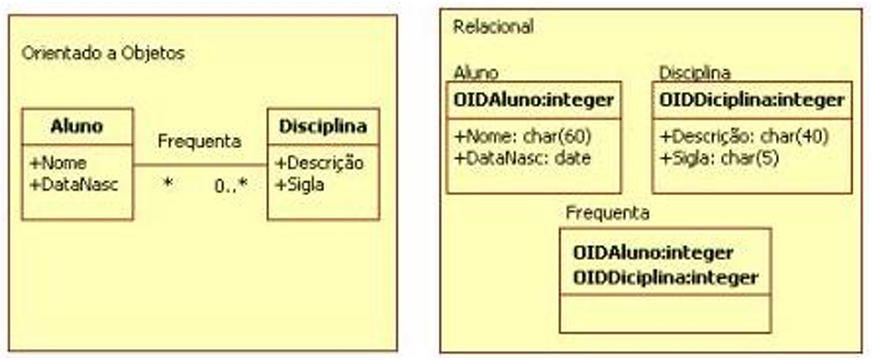 Orientado a Objetos
Aluno
+Nome
+DataNasc
Frequenta
* 0..*
Disciplina
+Descrição
+Sigla
Relacional
Aluno
OIDAluno:integer
+Nome: char(60)
+DataNasc: date
Disciplina
OIDDiciplina:integer
+Descrição: char(40)
+Sigla: char(5)
Frequenta
OIDAluno:integer
OIDDiciplina:integer